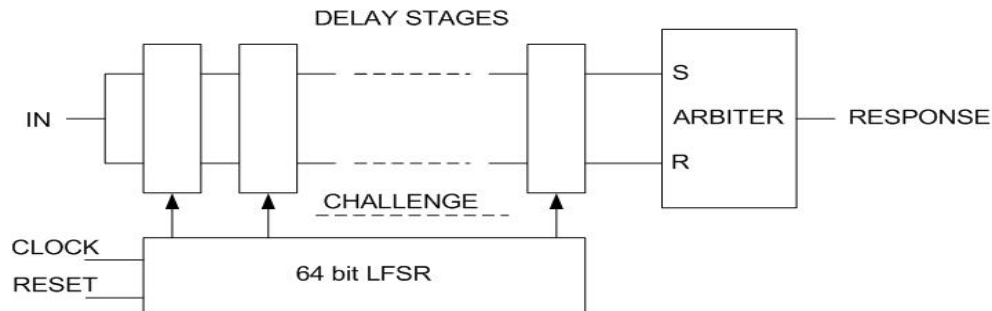 DELAY STAGES
S
IN
ARBITER
RESPONSE
R
CHALLENGE
CLOCK
64 bit LFSR
RESET